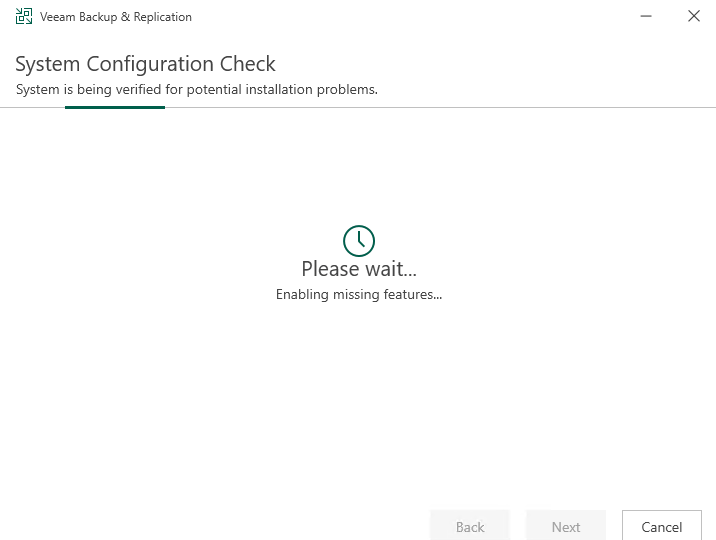 Veeam Backup & Replication
System Configuration Check
System is being verified for potential installation problems.
Please wait...
Enabling missing features...
Back
Next
Cancel